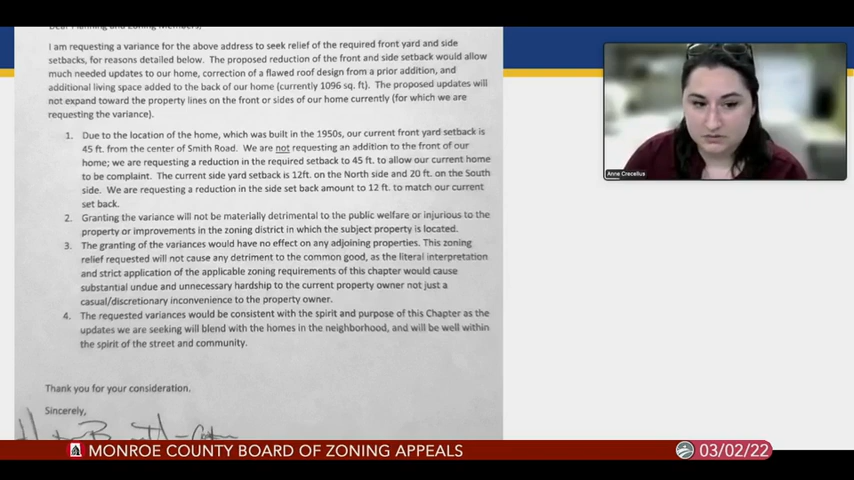 Dear Planning and Zoning Members,
I am requesting a variance for the above address to seek relief of the required front yard and side
setbacks, for reasons detailed below. The proposed reduction of the front and side setback would allow
much needed updates to our home, correction of a flawed roof design from a prior addition, and
additional living space added to the back of our home (currently 1096 sq. ft). The proposed updates will
not expand toward the property lines on the front or sides of our home currently (for which we are
requesting the variance).
1. Due to the location of the home, which was built in the 1950s, our current front yard setback is
45 ft. from the center of Smith Road. We are not requesting an addition to the front of our
home; we are requesting a reduction in the required setback to 45 ft. to allow our current home
to be complaint. The current side yard setback is 12ft. on the North side and 20 ft. on the South
side. We are requesting a reduction in the side set back amount to 12 ft. to match our current
set back.
2. Granting the variance will not be materially detrimental to the public welfare or injurious to the
property or improvements in the zoning district in which the subject property is located.
3. The granting of the variances would have no effect on any adjoining properties. This zoning
relief requested will not cause any detriment to the common good, as the literal interpretation
and strict application of the applicable zoning requirements of this chapter would cause
substantial undue and unnecessary hardship to the current property owner not just a
casual/discretionary inconvenience to the property owner.
4. The requested variances would be consistent with the spirit and purpose of this Chapter as the
updates we are seeking will blend with the homes in the neighborhood, and will be well within
the spirit of the street and community.
Thank you for your consideration.
Sincerely,
Anne Crecelius
MONROE COUNTY BOARD OF ZONING APPEALS
03/02/22